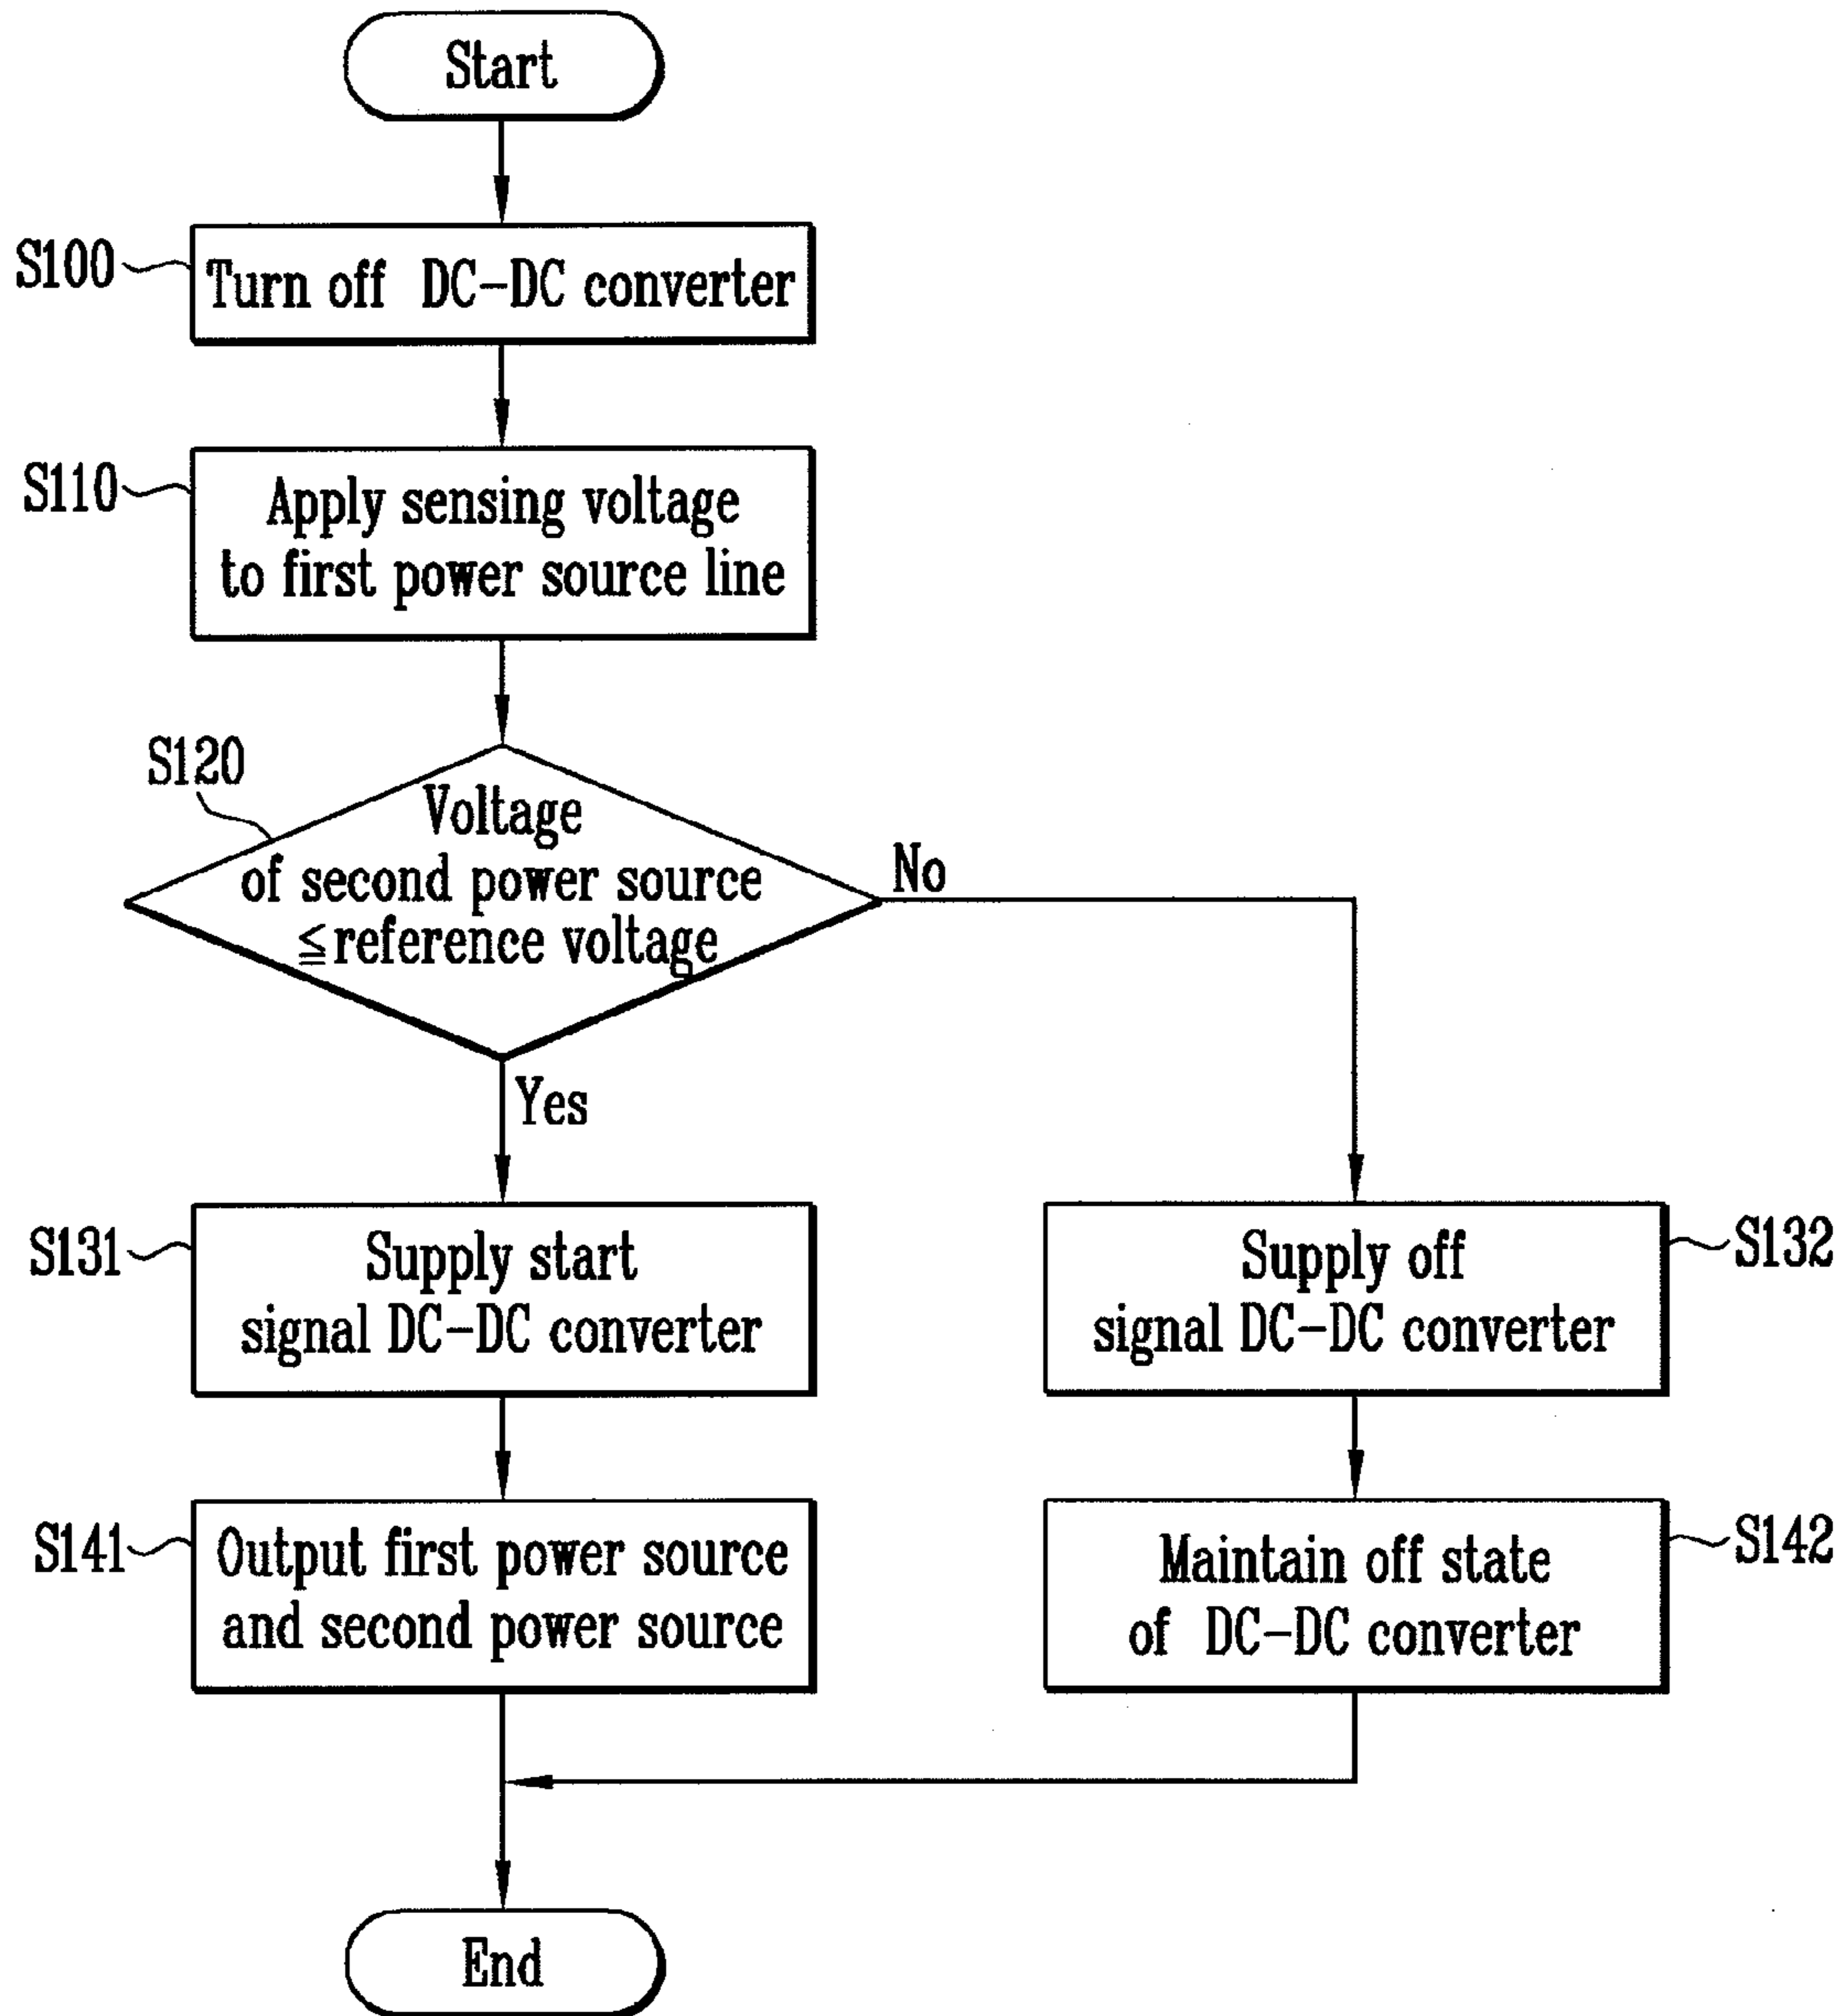 Start
S100
Turn off DC-DC converter
S110
Apply sensing voltage
to first power source line
S120
Voltage
of second power source
≦reference voltage
No
Yes
S131
Supply start
signal DC-DC converter
Supply off
signal DC-DC converter
S132
S141
Output first power source
and second power source
Maintain off state
of DC-DC converter
S142
End